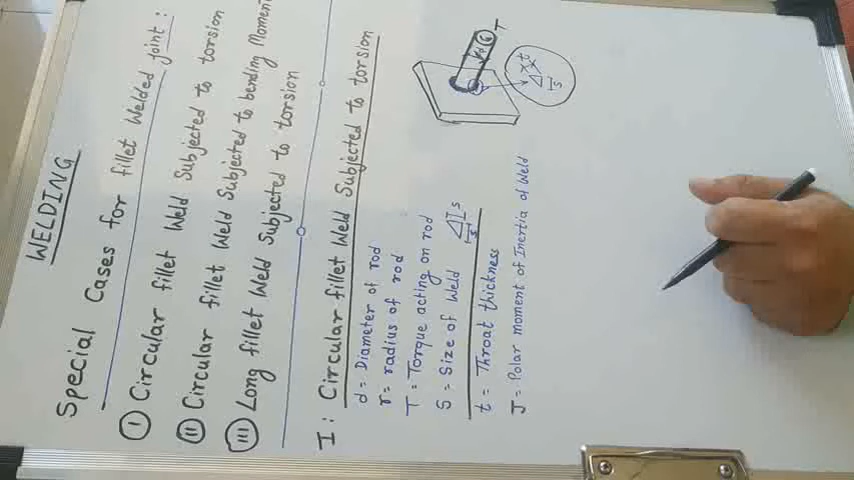 WELDING
Special Cases for fillet Welded joint :
I Circular fillet Weld Subjected to torsion
II Circular fillet Weld Subjected to bending Moment
III Long fillet Weld Subjected to torsion
I : Circular fillet Weld Subjected to torsion
d = Diameter of rod
r = radius of rod
T = Torque acting on rod
S = Size of Weld S S
t = Throat thickness
J = Polar moment of Inertia of Weld
T
d
t
S